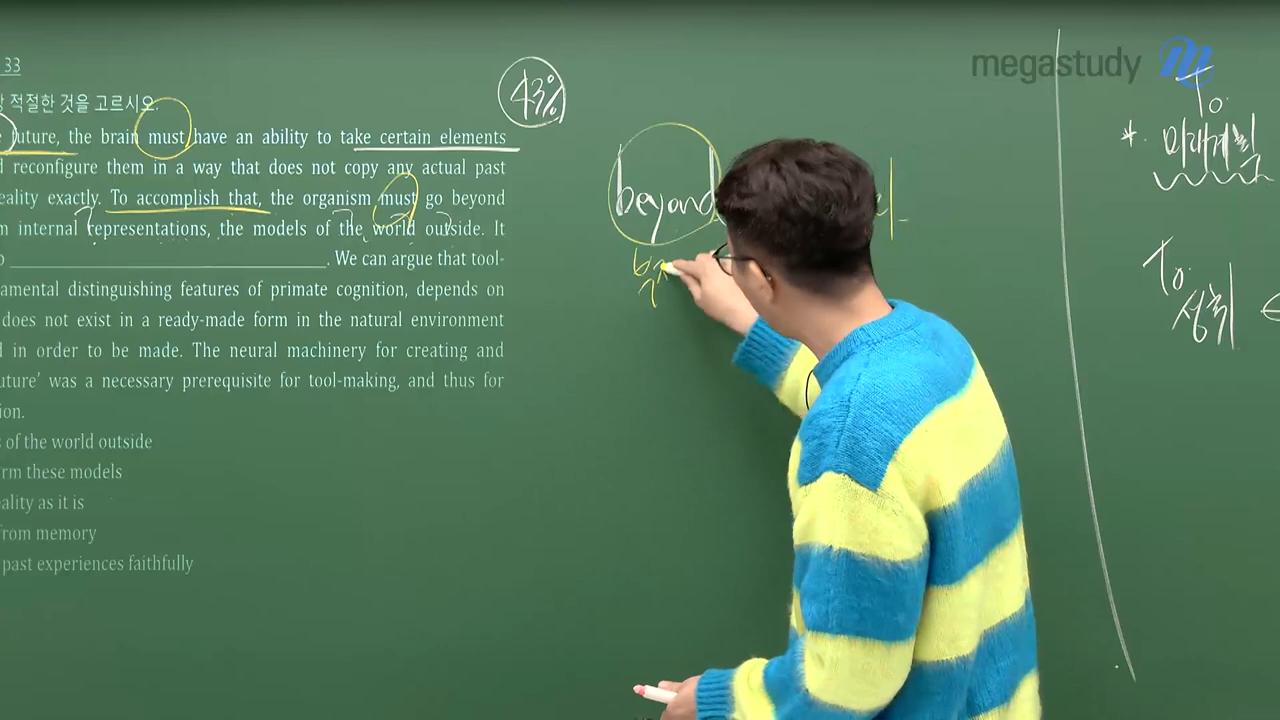 33
적절한 것을 고르시오.
future, the brain must have an ability to take certain elements
reconfigure them in a way that does not copy any actual past
eality exactly. To accomplish that, the organism must go beyond
internal representations, the models of the world outside. It
. We can argue that tool-
amental distinguishing features of primate cognition, depends on
does not exist in a ready-made form in the natural environment
in order to be made. The neural machinery for creating and
uture' was a necessary prerequisite for tool-making, and thus for
ion.
of the world outside
rm these models
ality as it is
from memory
past experiences faithfully
43%
beyond
megastudy
To
* 미래계획
To
성취